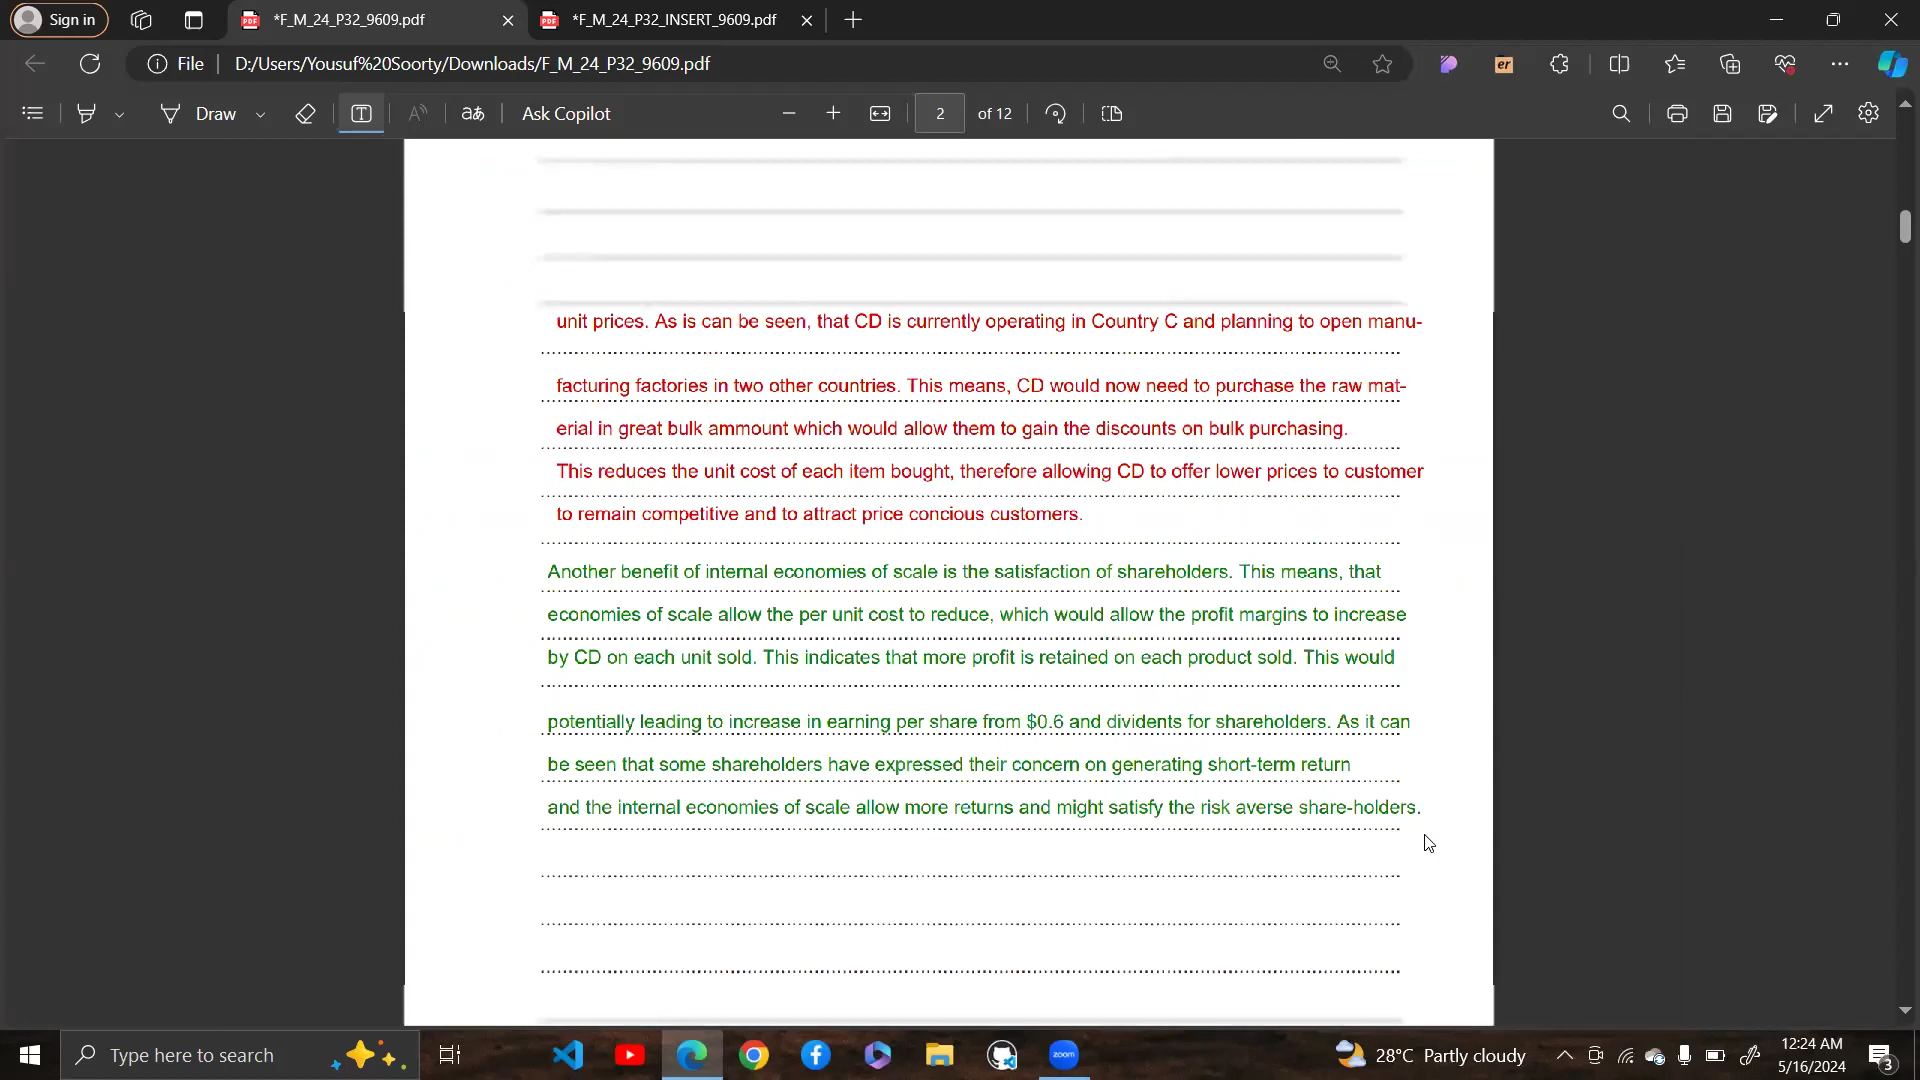 Sign in
*F_M_24_P32_9609.pdf
*F_M_24_P32_INSERT_9609.pdf
File
D:/Users/Yousuf%20Soorty/Downloads/F_M_24_P32_9609.pdf
er
Draw
aあ
Ask Copilot
2 of 12
unit prices. As is can be seen, that CD is currently operating in Country C and planning to open manu-
facturing factories in two other countries. This means, CD would now need to purchase the raw mat-
erial in great bulk ammount which would allow them to gain the discounts on bulk purchasing.
This reduces the unit cost of each item bought, therefore allowing CD to offer lower prices to customer
to remain competitive and to attract price concious customers.
Another benefit of internal economies of scale is the satisfaction of shareholders. This means, that
economies of scale allow the per unit cost to reduce, which would allow the profit margins to increase
by CD on each unit sold. This indicates that more profit is retained on each product sold. This would
potentially leading to increase in earning per share from $0.6 and dividents for shareholders. As it can
be seen that some shareholders have expressed their concern on generating short-term return
and the internal economies of scale allow more returns and might satisfy the risk averse share-holders.
Type here to search
zoom
28°C Partly cloudy
12:24 AM
5/16/2024
3